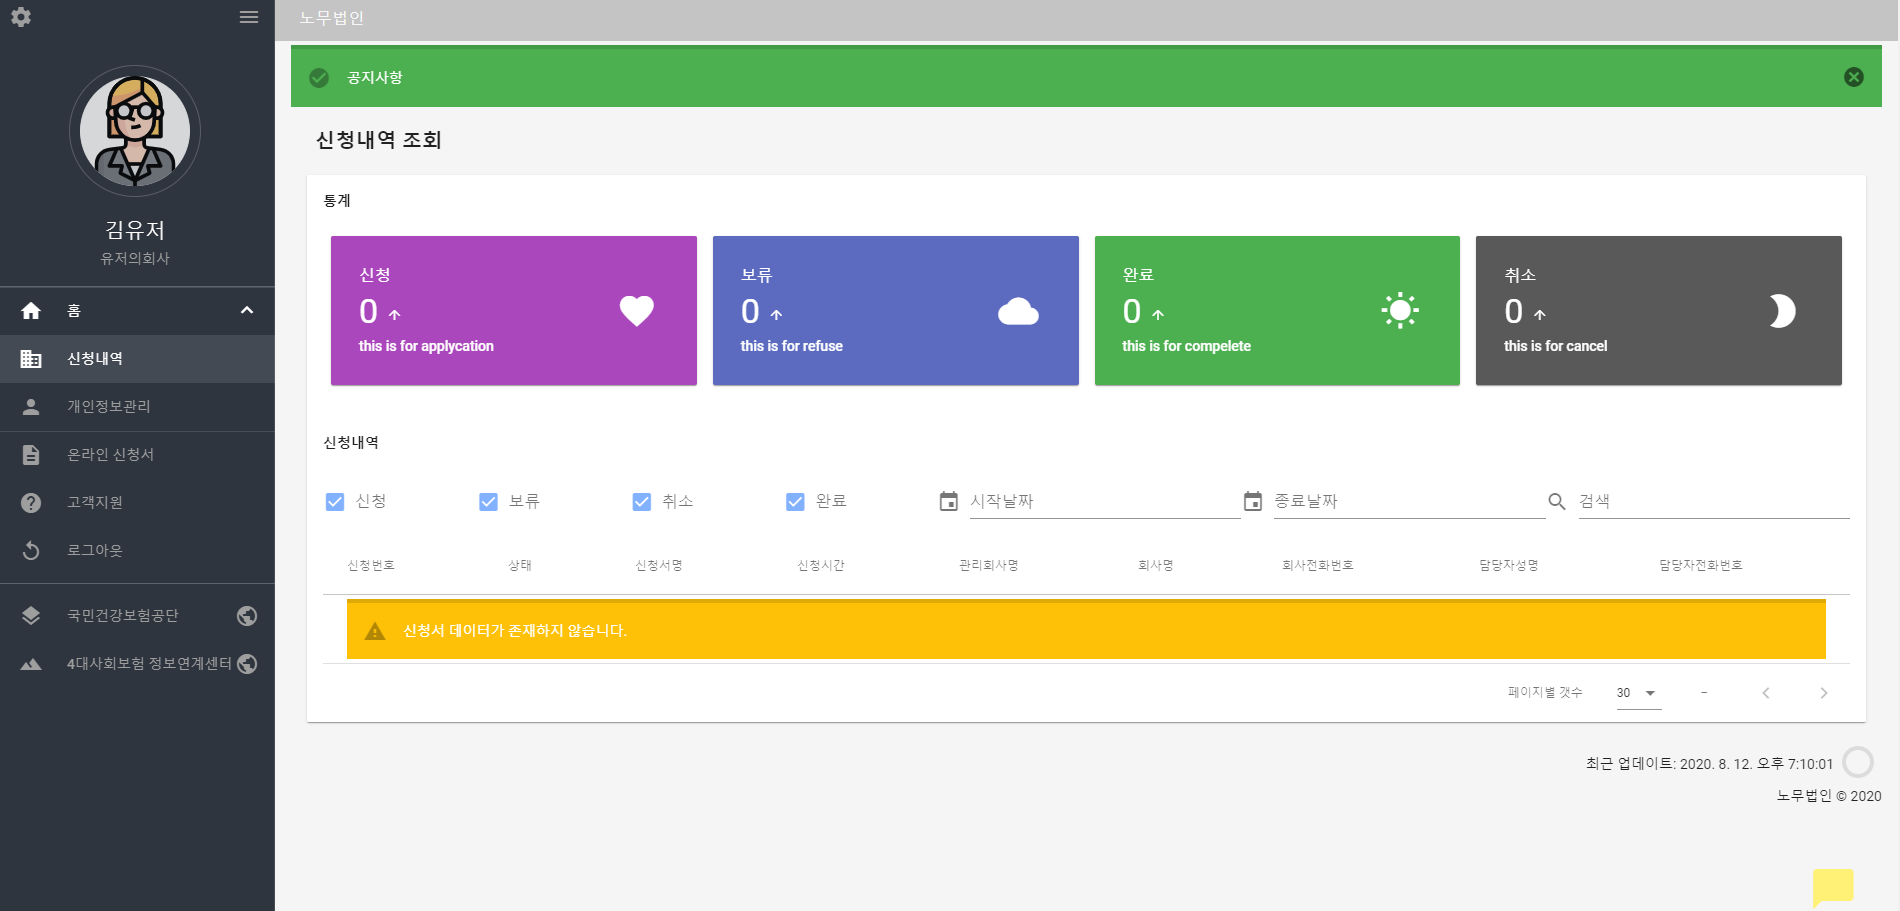 노무법인
공지사항
김유저
유저의회사
홈
신청내역
개인정보관리
온라인 신청서
고객지원
로그아웃
국민건강보험공단
4대사회보험 정보연계센터
신청내역 조회
통계
신청
0
this is for applycation
보류
0
this is for refuse
완료
0
this is for compelete
취소
0
this is for cancel
신청내역
신청 보류 취소 완료 시작날짜 종료날짜 검색
신청번호 상태 신청서명 신청시간 관리회사명 회사명 회사전화번호 담당자성명 담당자전화번호
신청서 데이터가 존재하지 않습니다.
페이지별 갯수 30 –
최근 업데이트: 2020. 8. 12. 오후 7:10:01
노무법인 © 2020